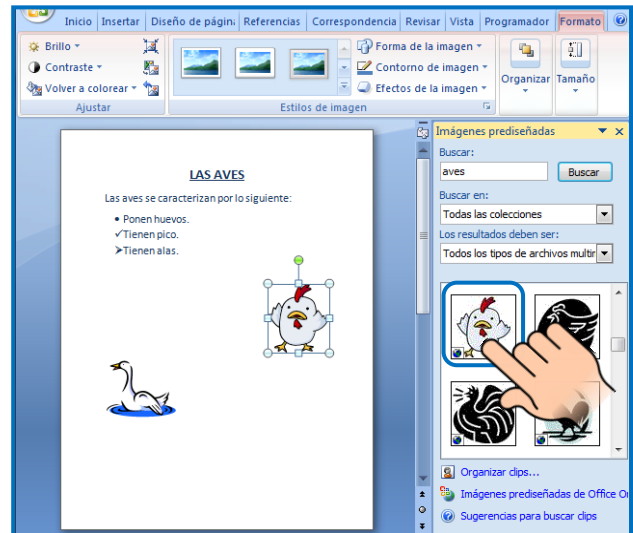 Inicio Insertar Diseño de página Referencias Correspondencia Revisar Vista Programador Formato
Brillo
Contraste
Volver a colorear
Ajustar
Forma de la imagen
Contorno de imagen
Efectos de la imagen
Estilos de imagen
Organizar Tamaño
LAS AVES
Las aves se caracterizan por lo siguiente:
• Ponen huevos.
✓Tienen pico.
➢Tienen alas.
Imágenes prediseñadas
Buscar:
aves Buscar
Buscar en:
Todas las colecciones
Los resultados deben ser:
Todos los tipos de archivos multir
Organizar clips...
Imágenes prediseñadas de Office On
Sugerencias para buscar clips